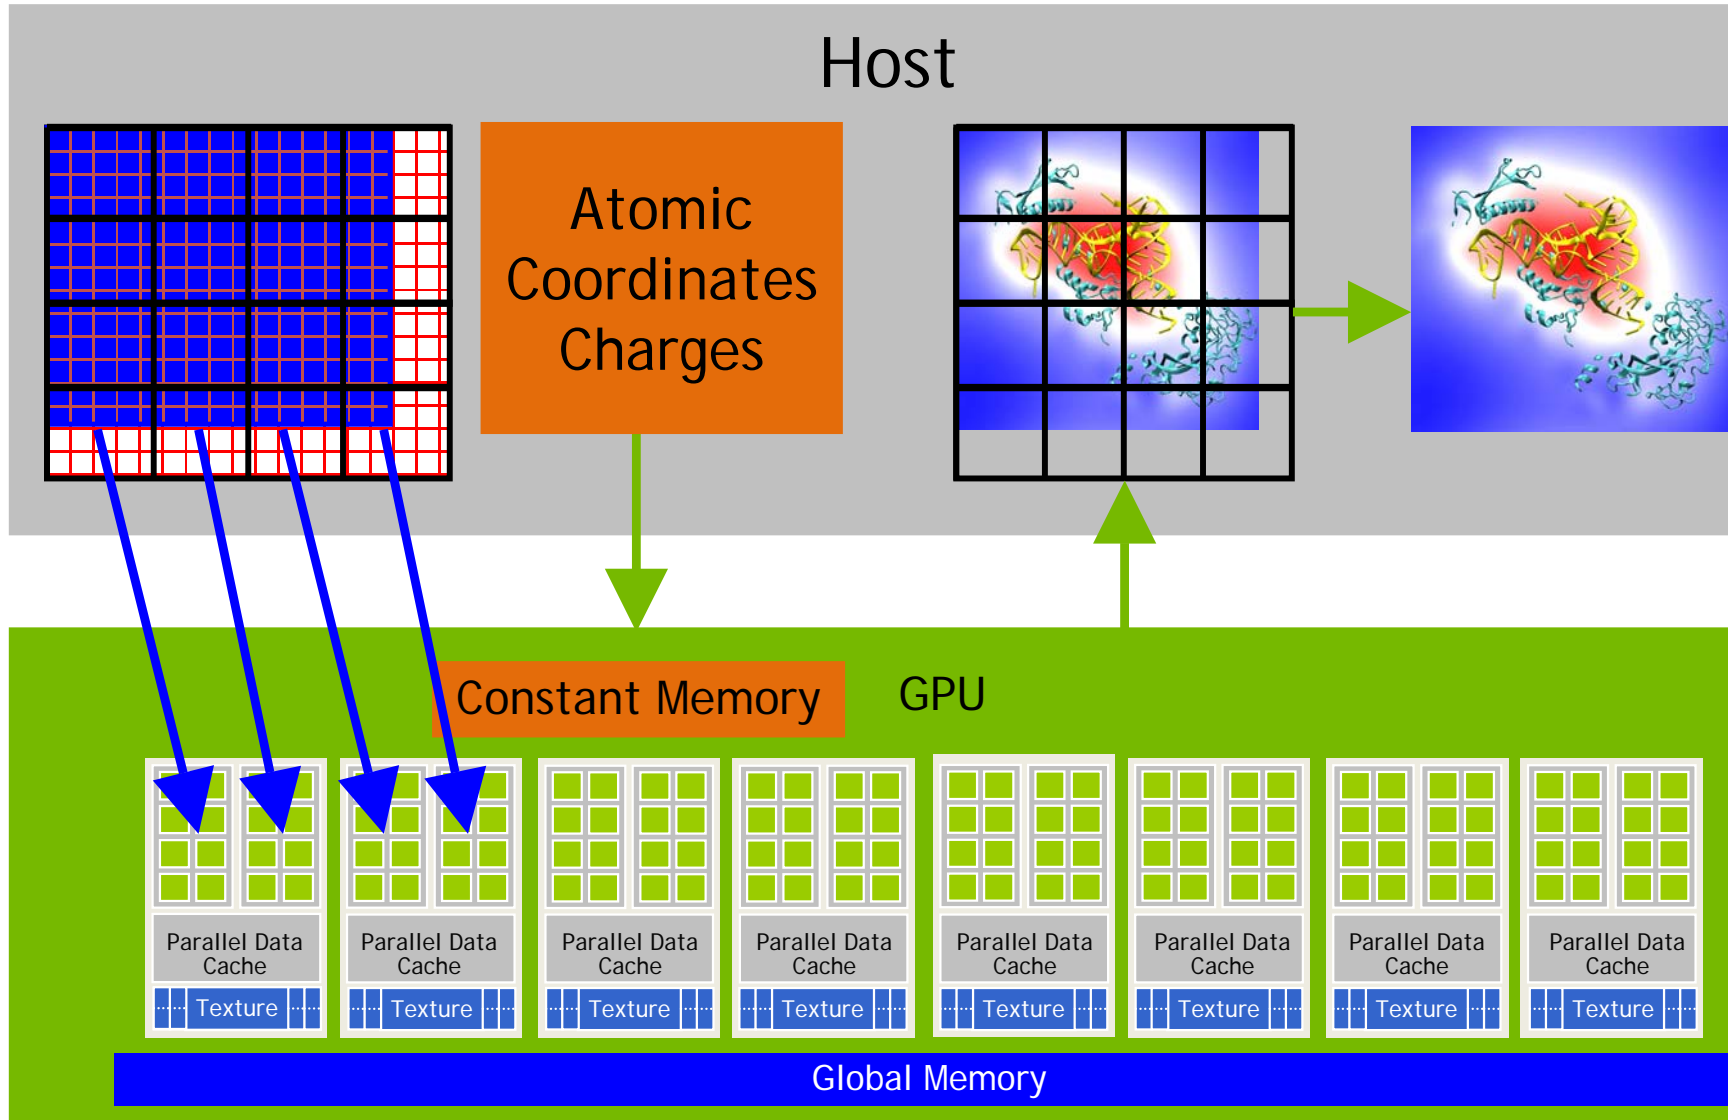 Host
Atomic
Coordinates
Charges
Constant Memory
GPU
Parallel Data
Cache
Parallel Data
Cache
Parallel Data
Cache
Parallel Data
Cache
Parallel Data
Cache
Parallel Data
Cache
Parallel Data
Cache
Parallel Data
Cache
Texture
Texture
Texture
Texture
Texture
Texture
Texture
Texture
Global Memory